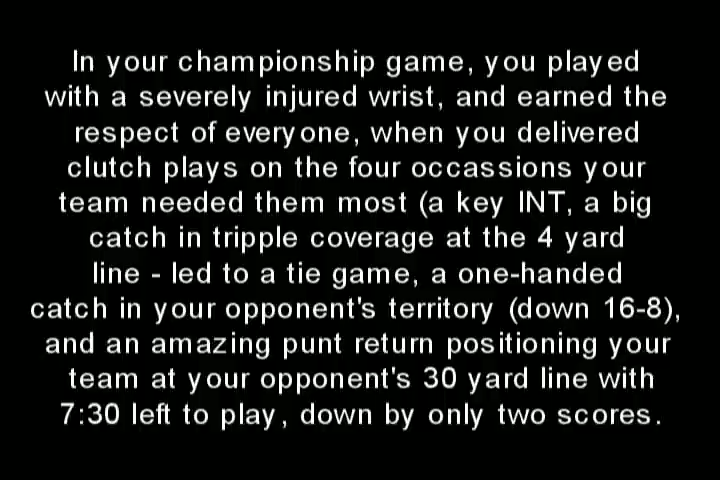 In your championship game, you played
with a severely injured wrist, and earned the
respect of everyone, when you delivered
clutch plays on the four occassions your
team needed them most (a key INT, a big
catch in tripple coverage at the 4 yard
line - led to a tie game, a one-handed
catch in your opponent's territory (down 16-8),
and an amazing punt return positioning your
team at your opponent's 30 yard line with
7:30 left to play, down by only two scores.